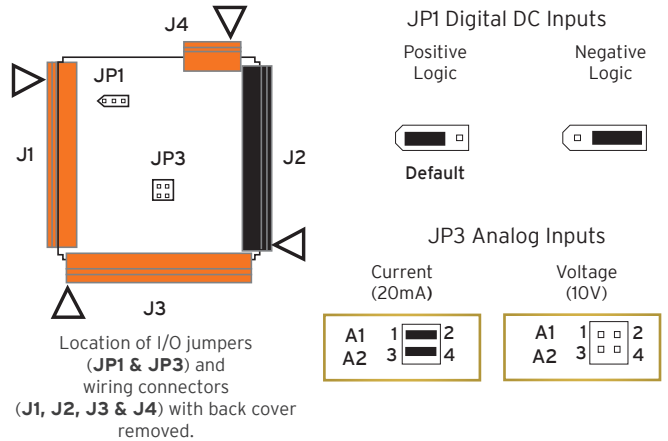 J4
JP1
J1
JP3
J2
J3
Location of I/O jumpers
(JP1 & JP3) and
wiring connectors
(J1, J2, J3 & J4) with back cover
removed.
JP1 Digital DC Inputs
Positive
Logic
Negative
Logic
Default
JP3 Analog Inputs
Current
(20mA)
Voltage
(10V)
A1 1 2
A2 3 4
A1 1 2
A2 3 4